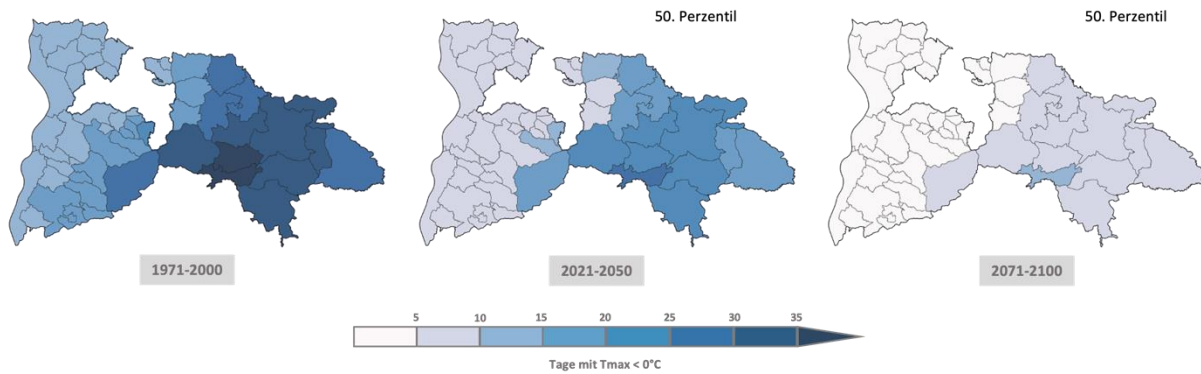 50. Perzentil
50. Perzentil
1971-2000
2021-2050
2071-2100
5 10 15 20 25 30 35
Tage mit Tmax < 0°C